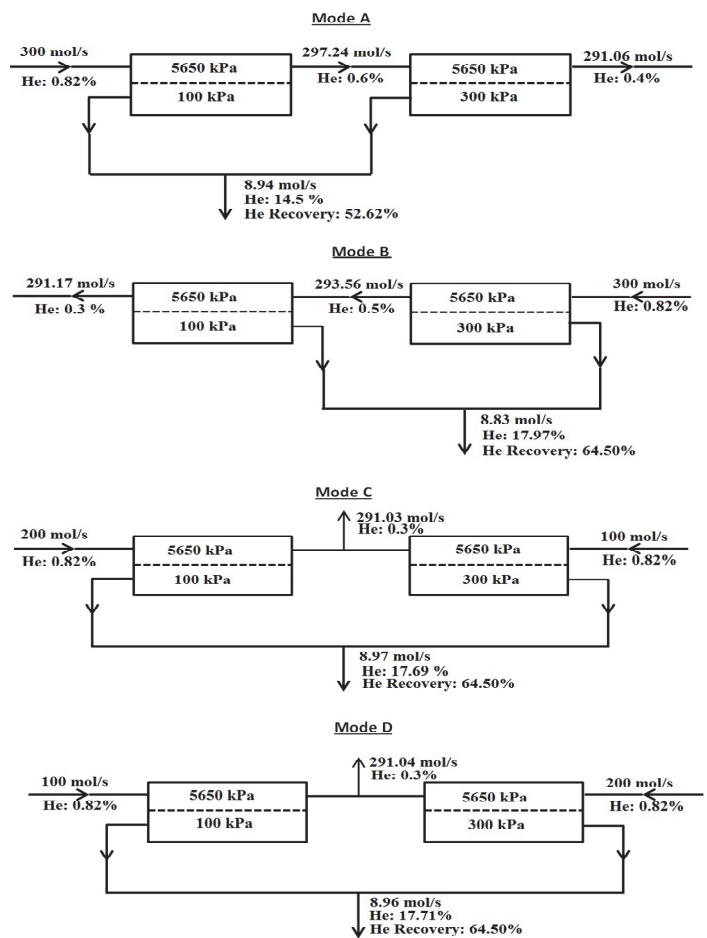 Mode A
300 mol/s
He: 0.82%
5650 kPa
100 kPa
297.24 mol/s
He: 0.6%
5650 kPa
300 kPa
291.06 mol/s
He: 0.4%
8.94 mol/s
He: 14.5 %
He Recovery: 52.62%
Mode B
291.17 mol/s
He: 0.3 %
5650 kPa
100 kPa
293.56 mol/s
He: 0.5%
5650 kPa
300 kPa
300 mol/s
He: 0.82%
8.83 mol/s
He: 17.97%
He Recovery: 64.50%
Mode C
200 mol/s
He: 0.82%
5650 kPa
100 kPa
291.03 mol/s
He: 0.3%
5650 kPa
300 kPa
100 mol/s
He: 0.82%
8.97 mol/s
He: 17.69 %
He Recovery: 64.50%
Mode D
100 mol/s
He: 0.82%
5650 kPa
100 kPa
291.04 mol/s
He: 0.3%
5650 kPa
300 kPa
200 mol/s
He: 0.82%
8.96 mol/s
He: 17.71%
He Recovery: 64.50%